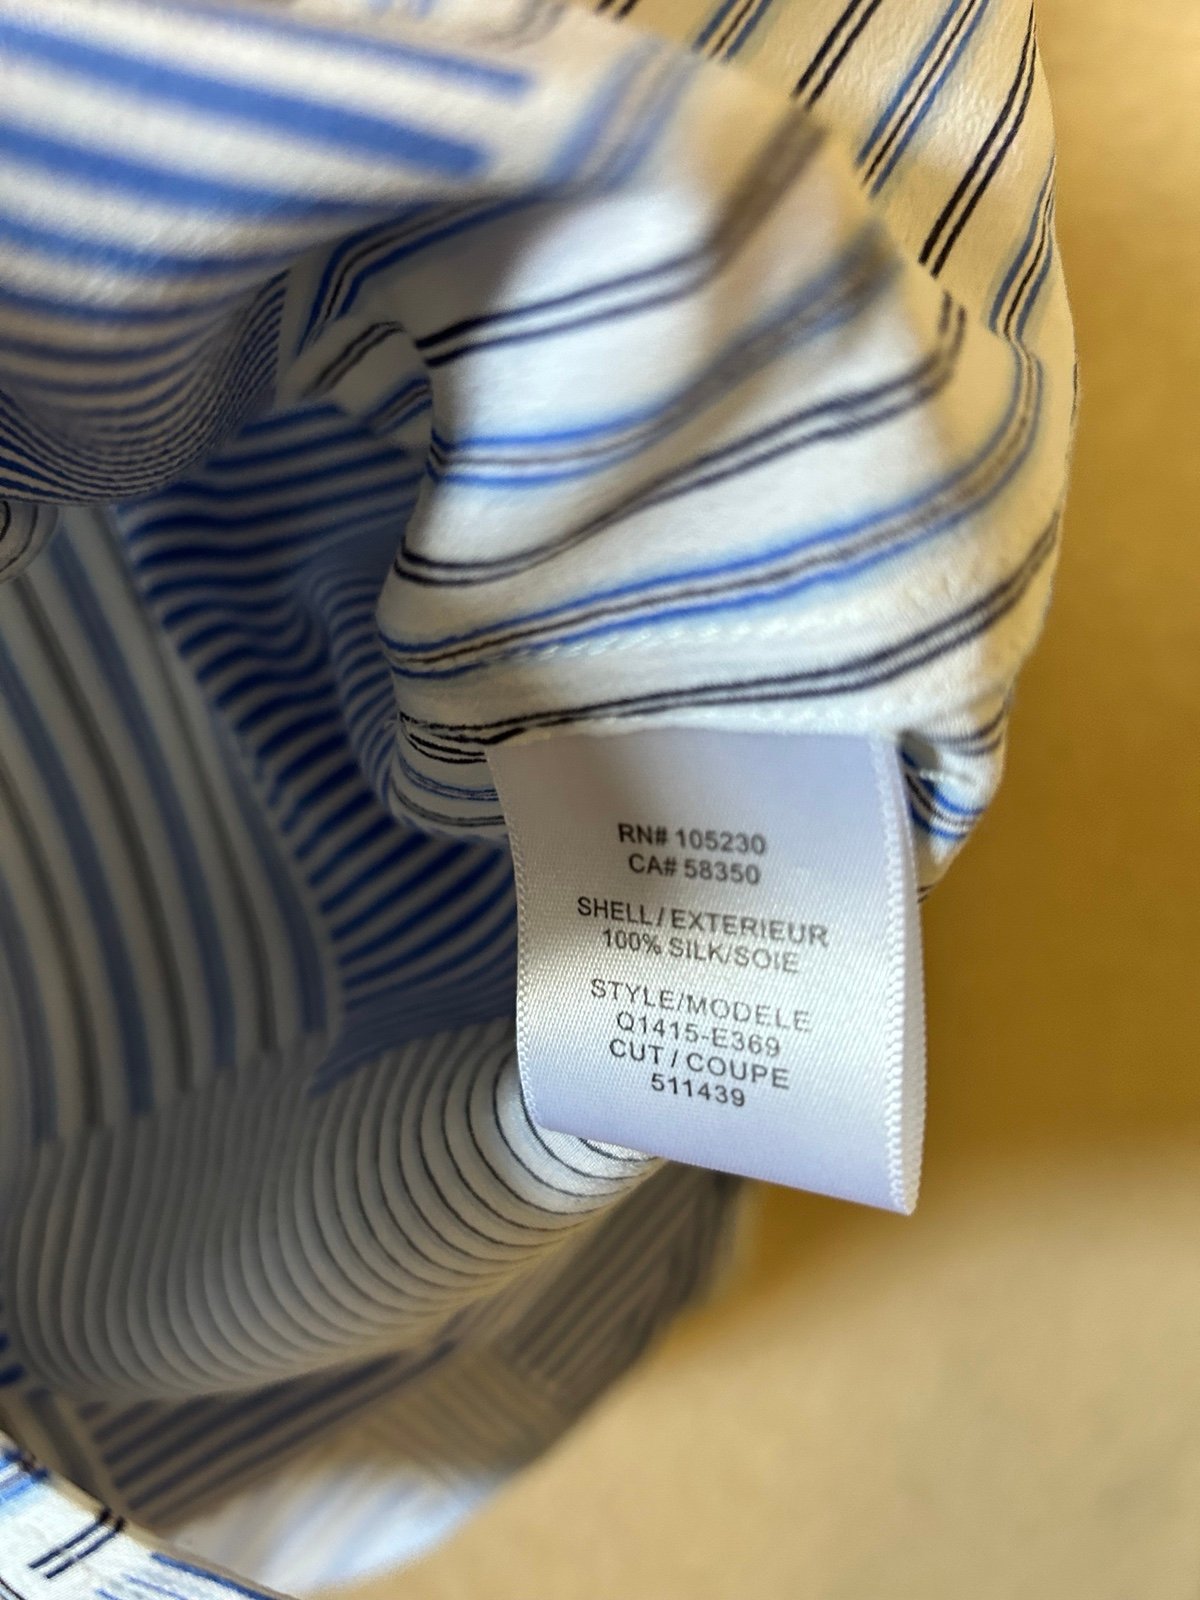 RN# 105230
CA# 58350
SHELL/EXTERIEUR
100% SILK/SOIE
STYLE/MODELE
Q1415-E369
CUT/COUPE
511439